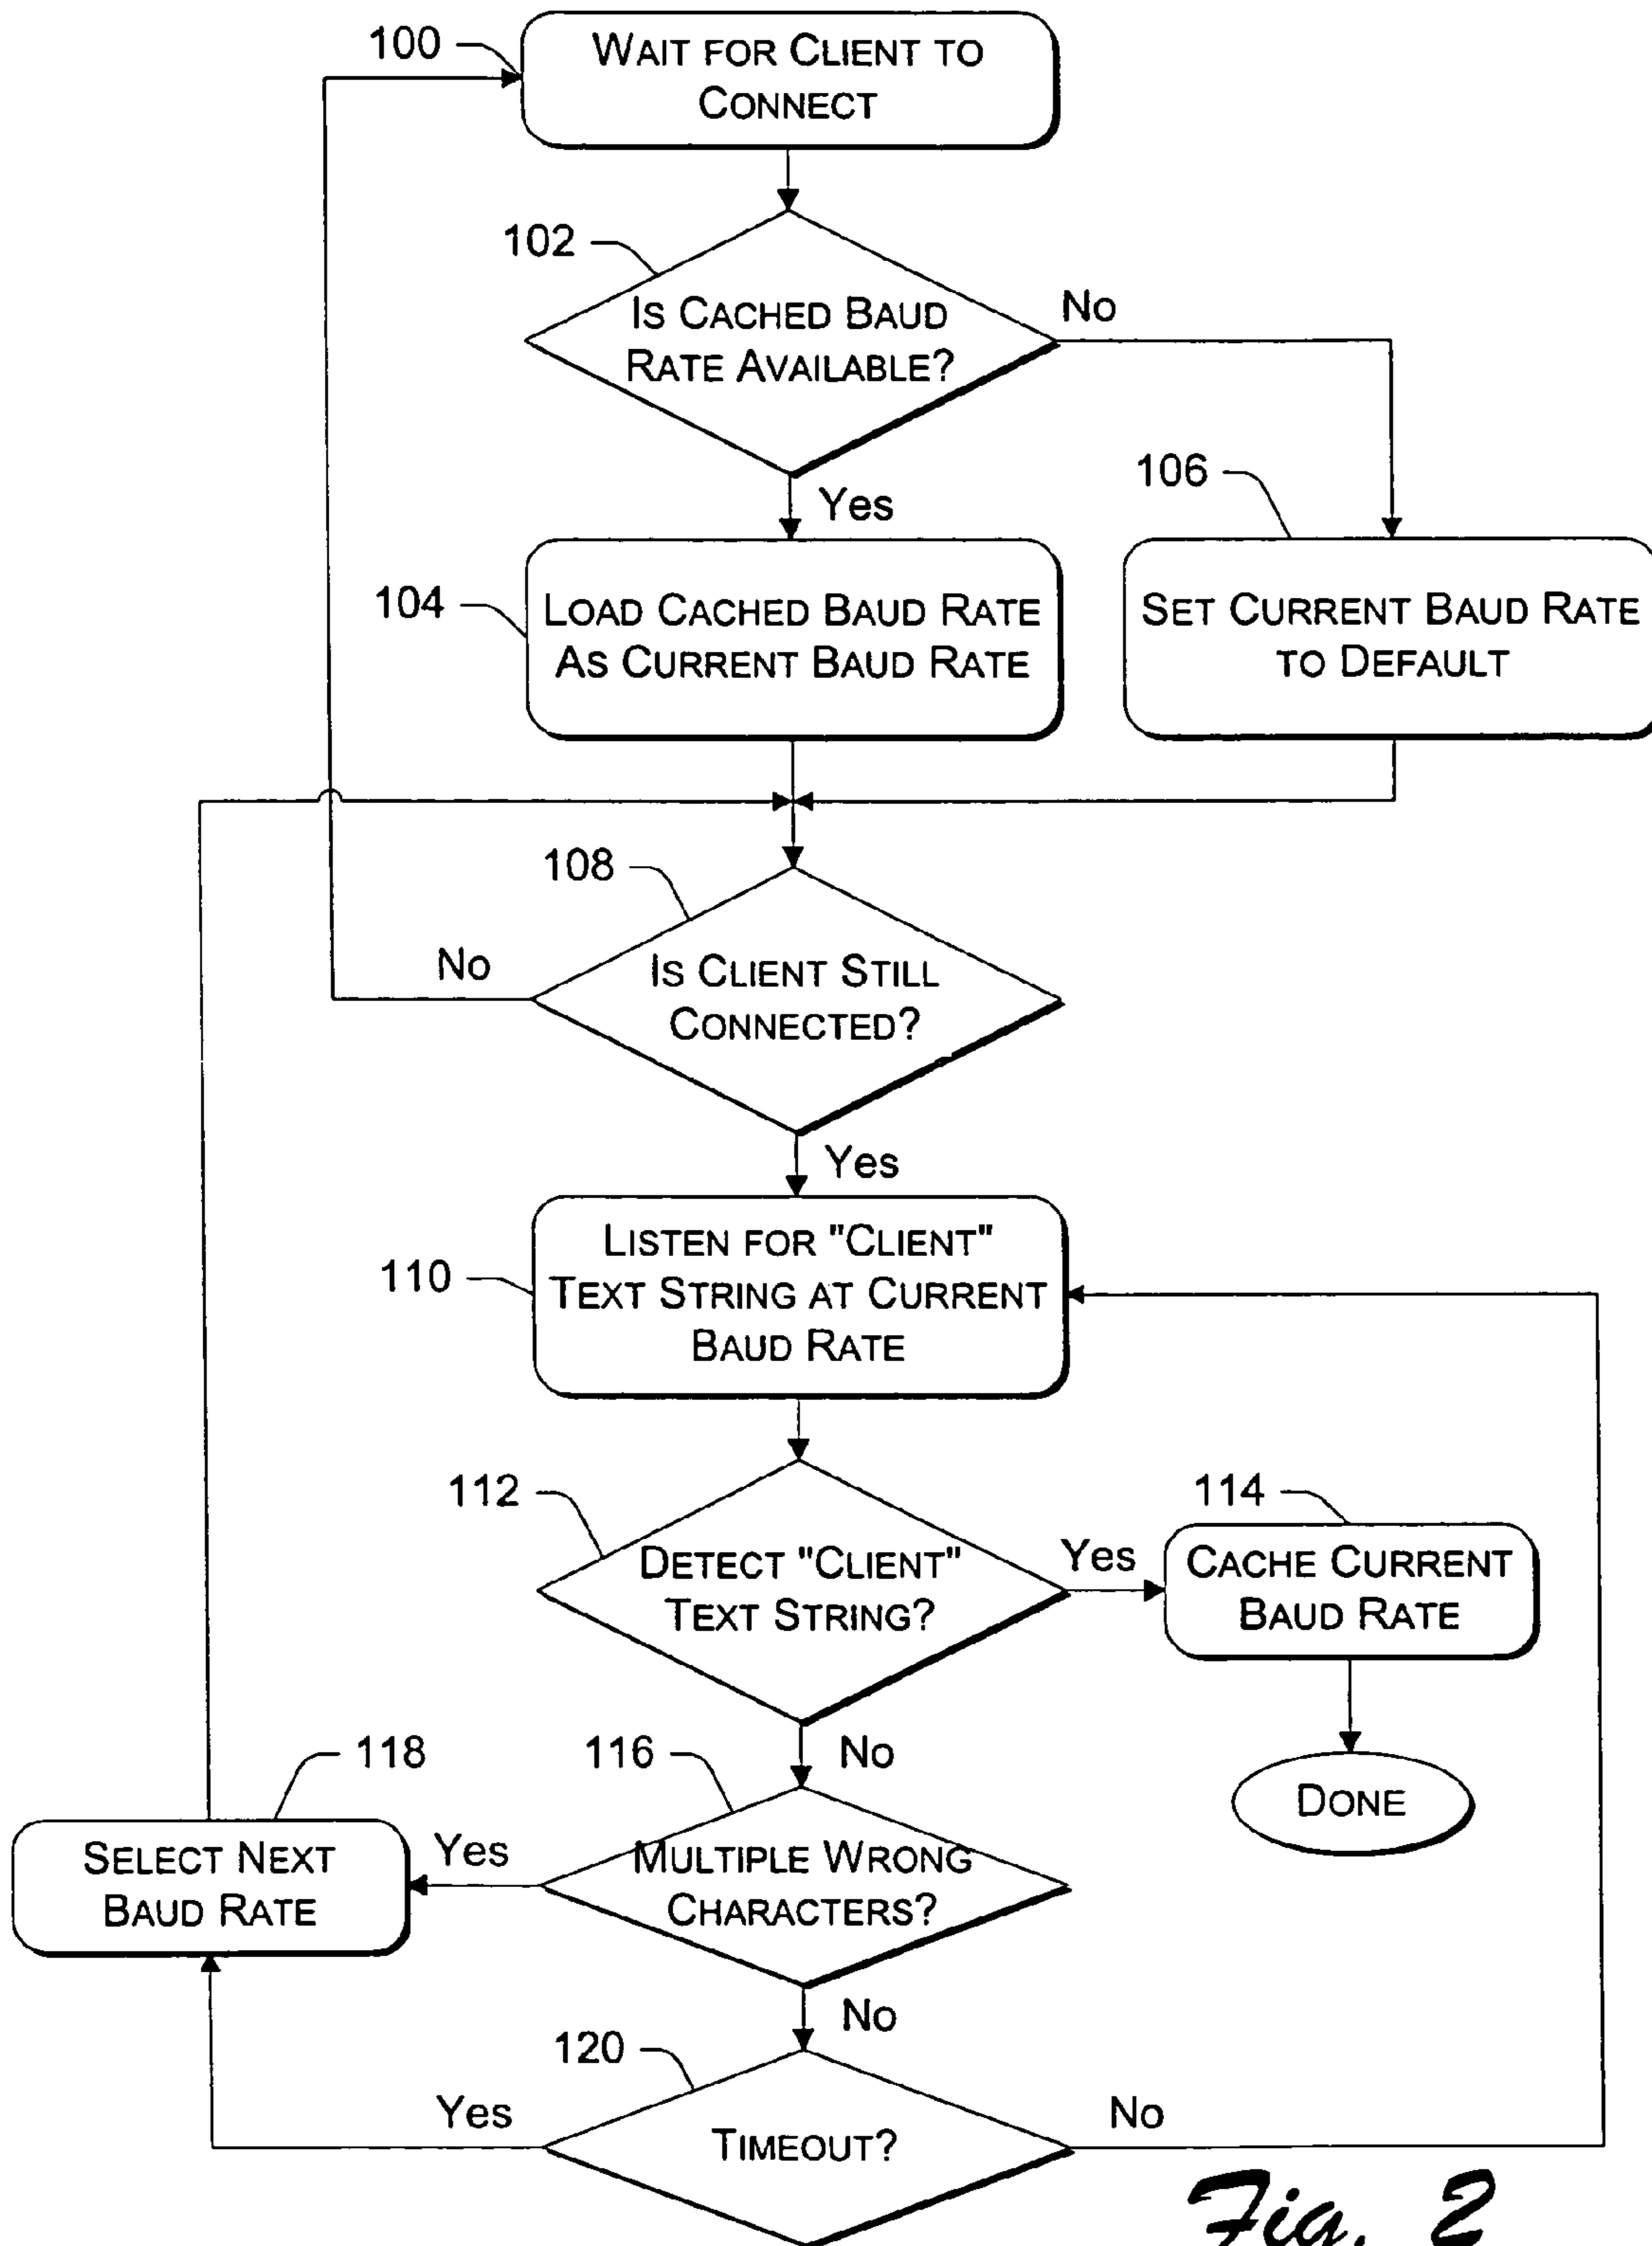 100
WAIT FOR CLIENT TO
CONNECT
102
IS CACHED BAUD
RATE AVAILABLE?
No
Yes
106
104
LOAD CACHED BAUD RATE
AS CURRENT BAUD RATE
SET CURRENT BAUD RATE
TO DEFAULT
108
No
IS CLIENT STILL
CONNECTED?
Yes
110
LISTEN FOR "CLIENT"
TEXT STRING AT CURRENT
BAUD RATE
112
DETECT "CLIENT"
TEXT STRING?
Yes
114
CACHE CURRENT
BAUD RATE
No
DONE
118
116
SELECT NEXT
BAUD RATE
Yes
MULTIPLE WRONG
CHARACTERS?
No
120
Yes
TIMEOUT?
No
Fig. 2